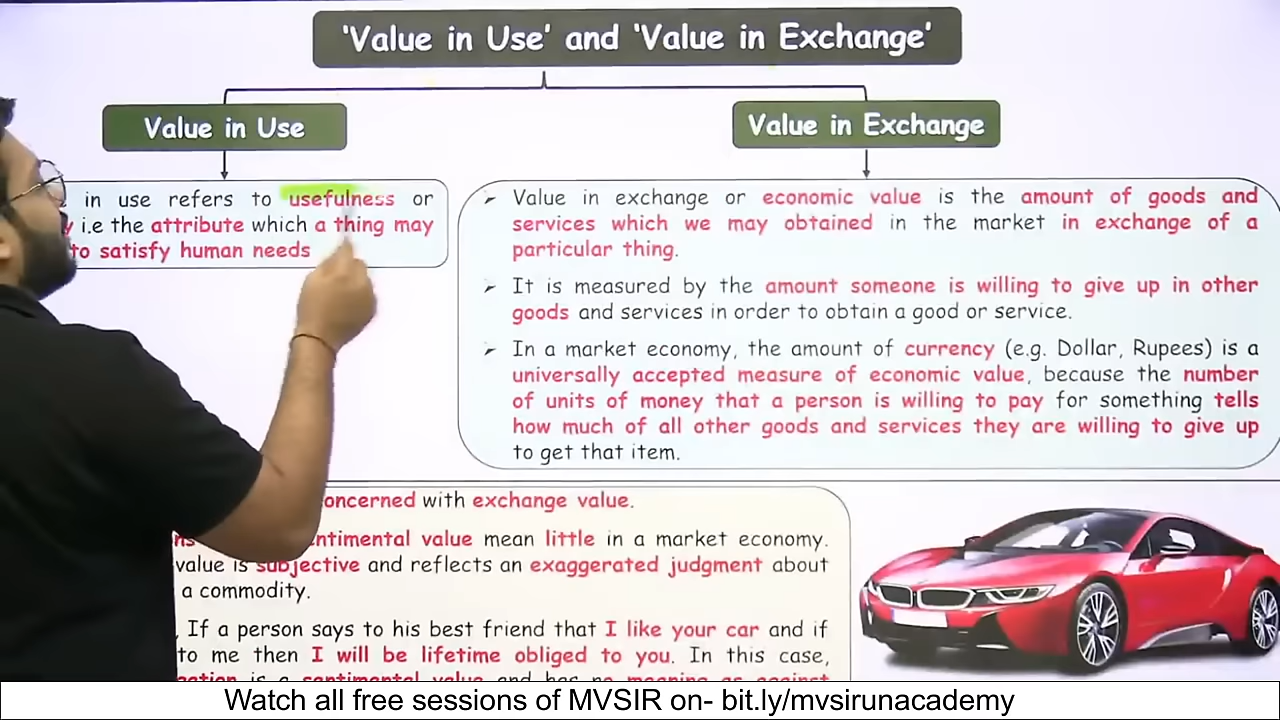 'Value in Use' and 'Value in Exchange'
Value in Use
Value in Exchange
in use refers to usefulness or
i.e the attribute which a thing may
to satisfy human needs
➢ Value in exchange or economic value is the amount of goods and
services which we may obtained in the market in exchange of a
particular thing.
➢ It is measured by the amount someone is willing to give up in other
goods and services in order to obtain a good or service.
➢ In a market economy, the amount of currency (e.g. Dollar, Rupees) is a
universally accepted measure of economic value, because the number
of units of money that a person is willing to pay for something tells
how much of all other goods and services they are willing to give up
to get that item.
with exchange value.
value mean little in a market economy.
value is subjective and reflects an exaggerated judgment about
a commodity.
If a person says to his best friend that I like your car and if
to me then I will be lifetime obliged to you. In this case,
Watch all free sessions of MVSIR on- bit.ly/mvsirunacademy